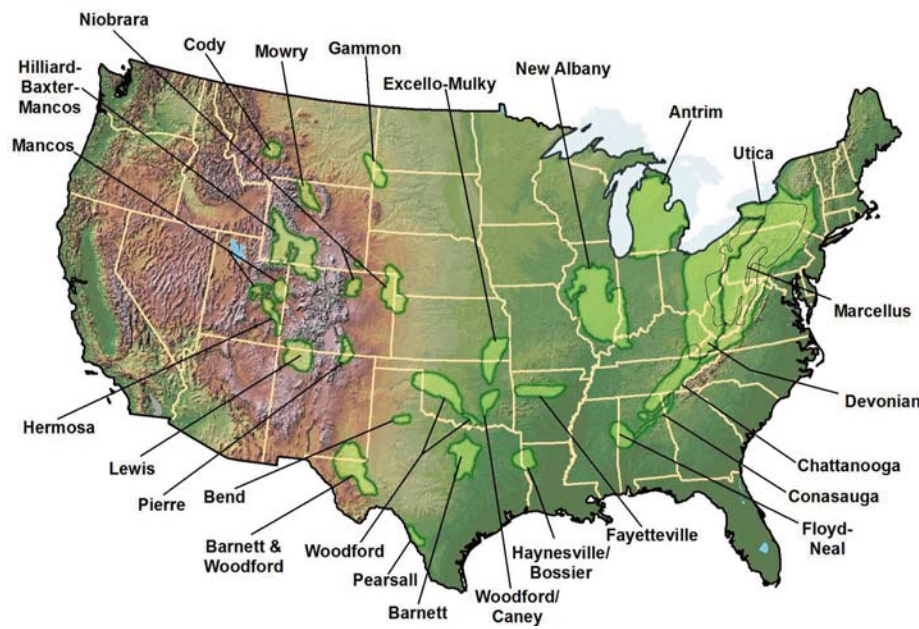 Niobrara
Cody
Mowry
Gammon
Hilliard-
Baxter-
Mancos
Excello-Mulky
New Albany
Antrim
Mancos
Utica
Marcellus
Hermosa
Devonian
Lewis
Chattanooga
Pierre
Bend
Conasauga
Barnett &
Woodford
Woodford
Haynesville/
Bossier
Fayetteville
Floyd-
Neal
Pearsall
Woodford/
Caney
Barnett